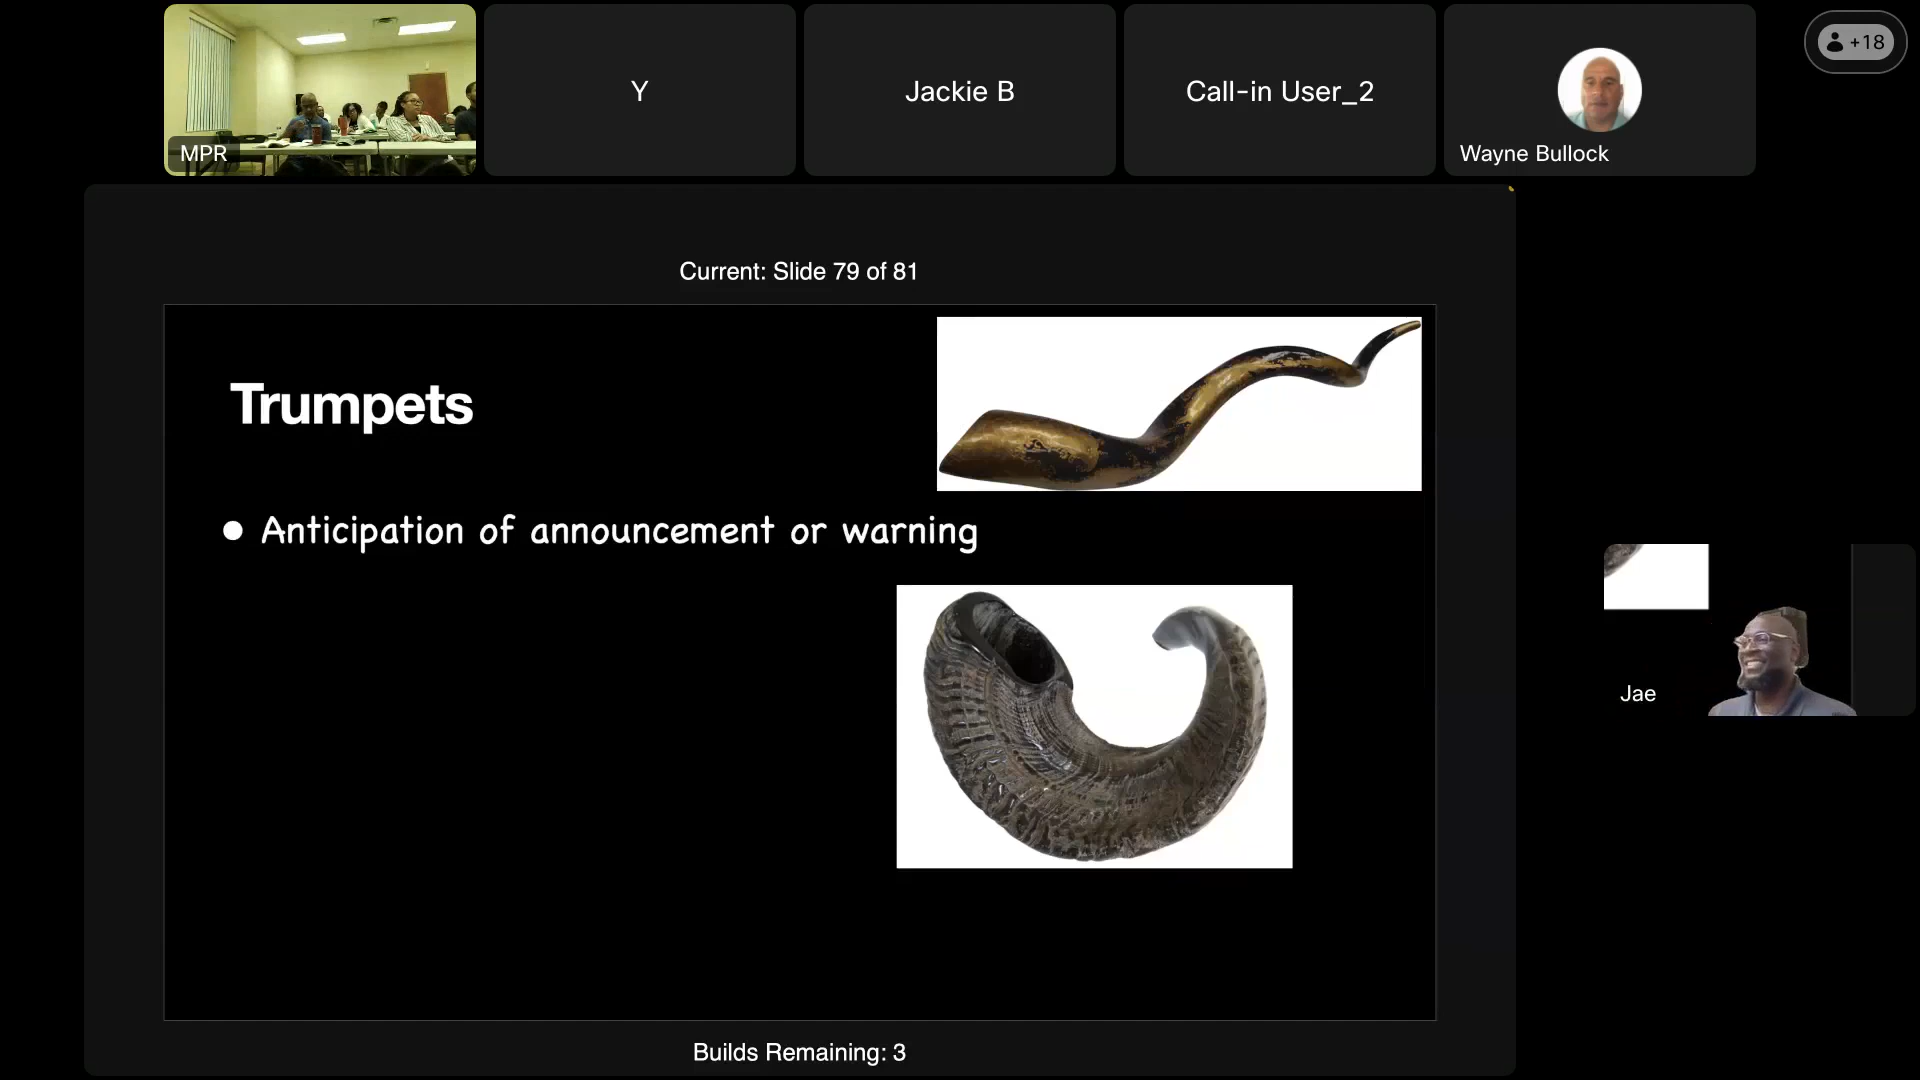 MPR
Y
Jackie B
Call-in User_2
Wayne Bullock
+18
Current: Slide 79 of 81
Trumpets
● Anticipation of announcement or warning
Jae
Builds Remaining: 3